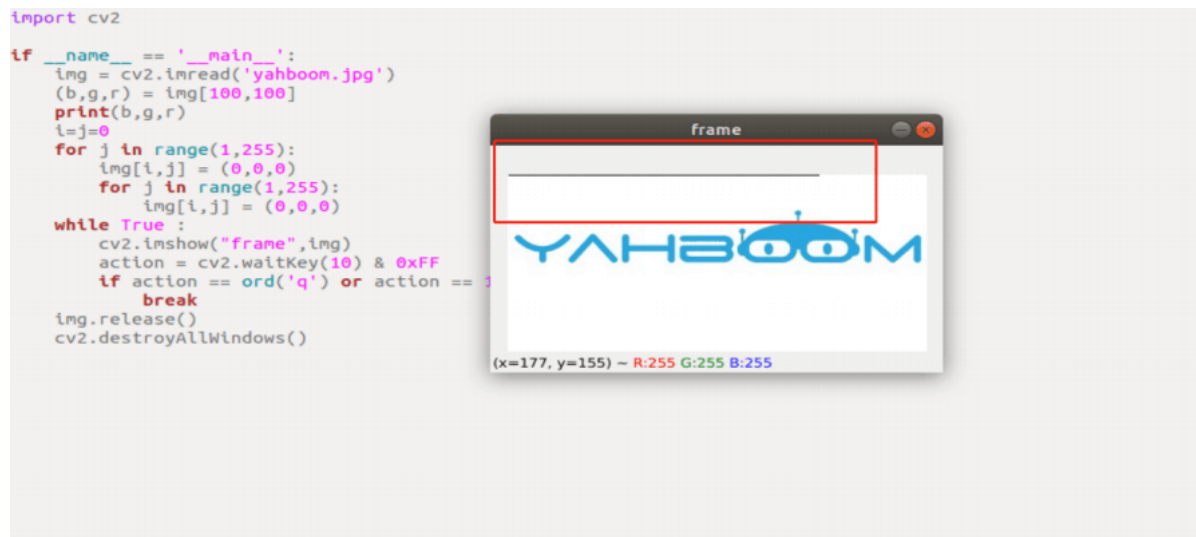 import cv2
if __name__ == '__main__':
    img = cv2.imread('yahboom.jpg')
    (b,g,r) = img[100,100]
    print(b,g,r)
    i=j=0
    for j in range(1,255):
        img[i,j] = (0,0,0)
        for j in range(1,255):
            img[i,j] = (0,0,0)
    while True :
        cv2.imshow("frame",img)
        action = cv2.waitKey(10) & 0xFF
        if action == ord('q') or action ==
            break
    img.release()
    cv2.destroyAllWindows()
frame
YAHBOOM
(x=177, y=155) ~ R:255 G:255 B:255